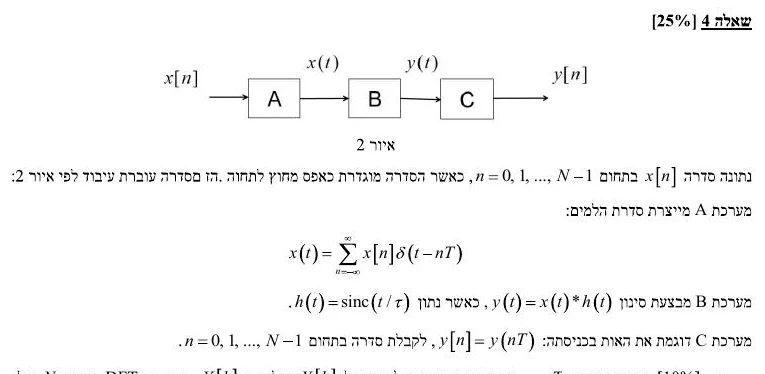 שאלה 4 [25%]
x[n] x(t) y(t) y[n]
A B C
איור 2
נתונה סדרה x[n] בתחום n = 0, 1, ..., N – 1, כאשר הסדרה מוגדרת כאפס מחוץ לתחוה .הז םסדרה עוברת עיבוד לפי איור 2:
מערכת A מייצרת סדרת הלמים:
x(t) = ∑_{n=-∞}^{∞} x[n]δ(t – nT)
מערכת B מבצעת סינון y(t) = x(t) * h(t), כאשר נתון h(t) = sinc(t / τ).
מערכת C דוגמת את האות בכניסתה: y[n] = y(nT), לקבלת סדרה בתחום n = 0, 1, ..., N – 1.